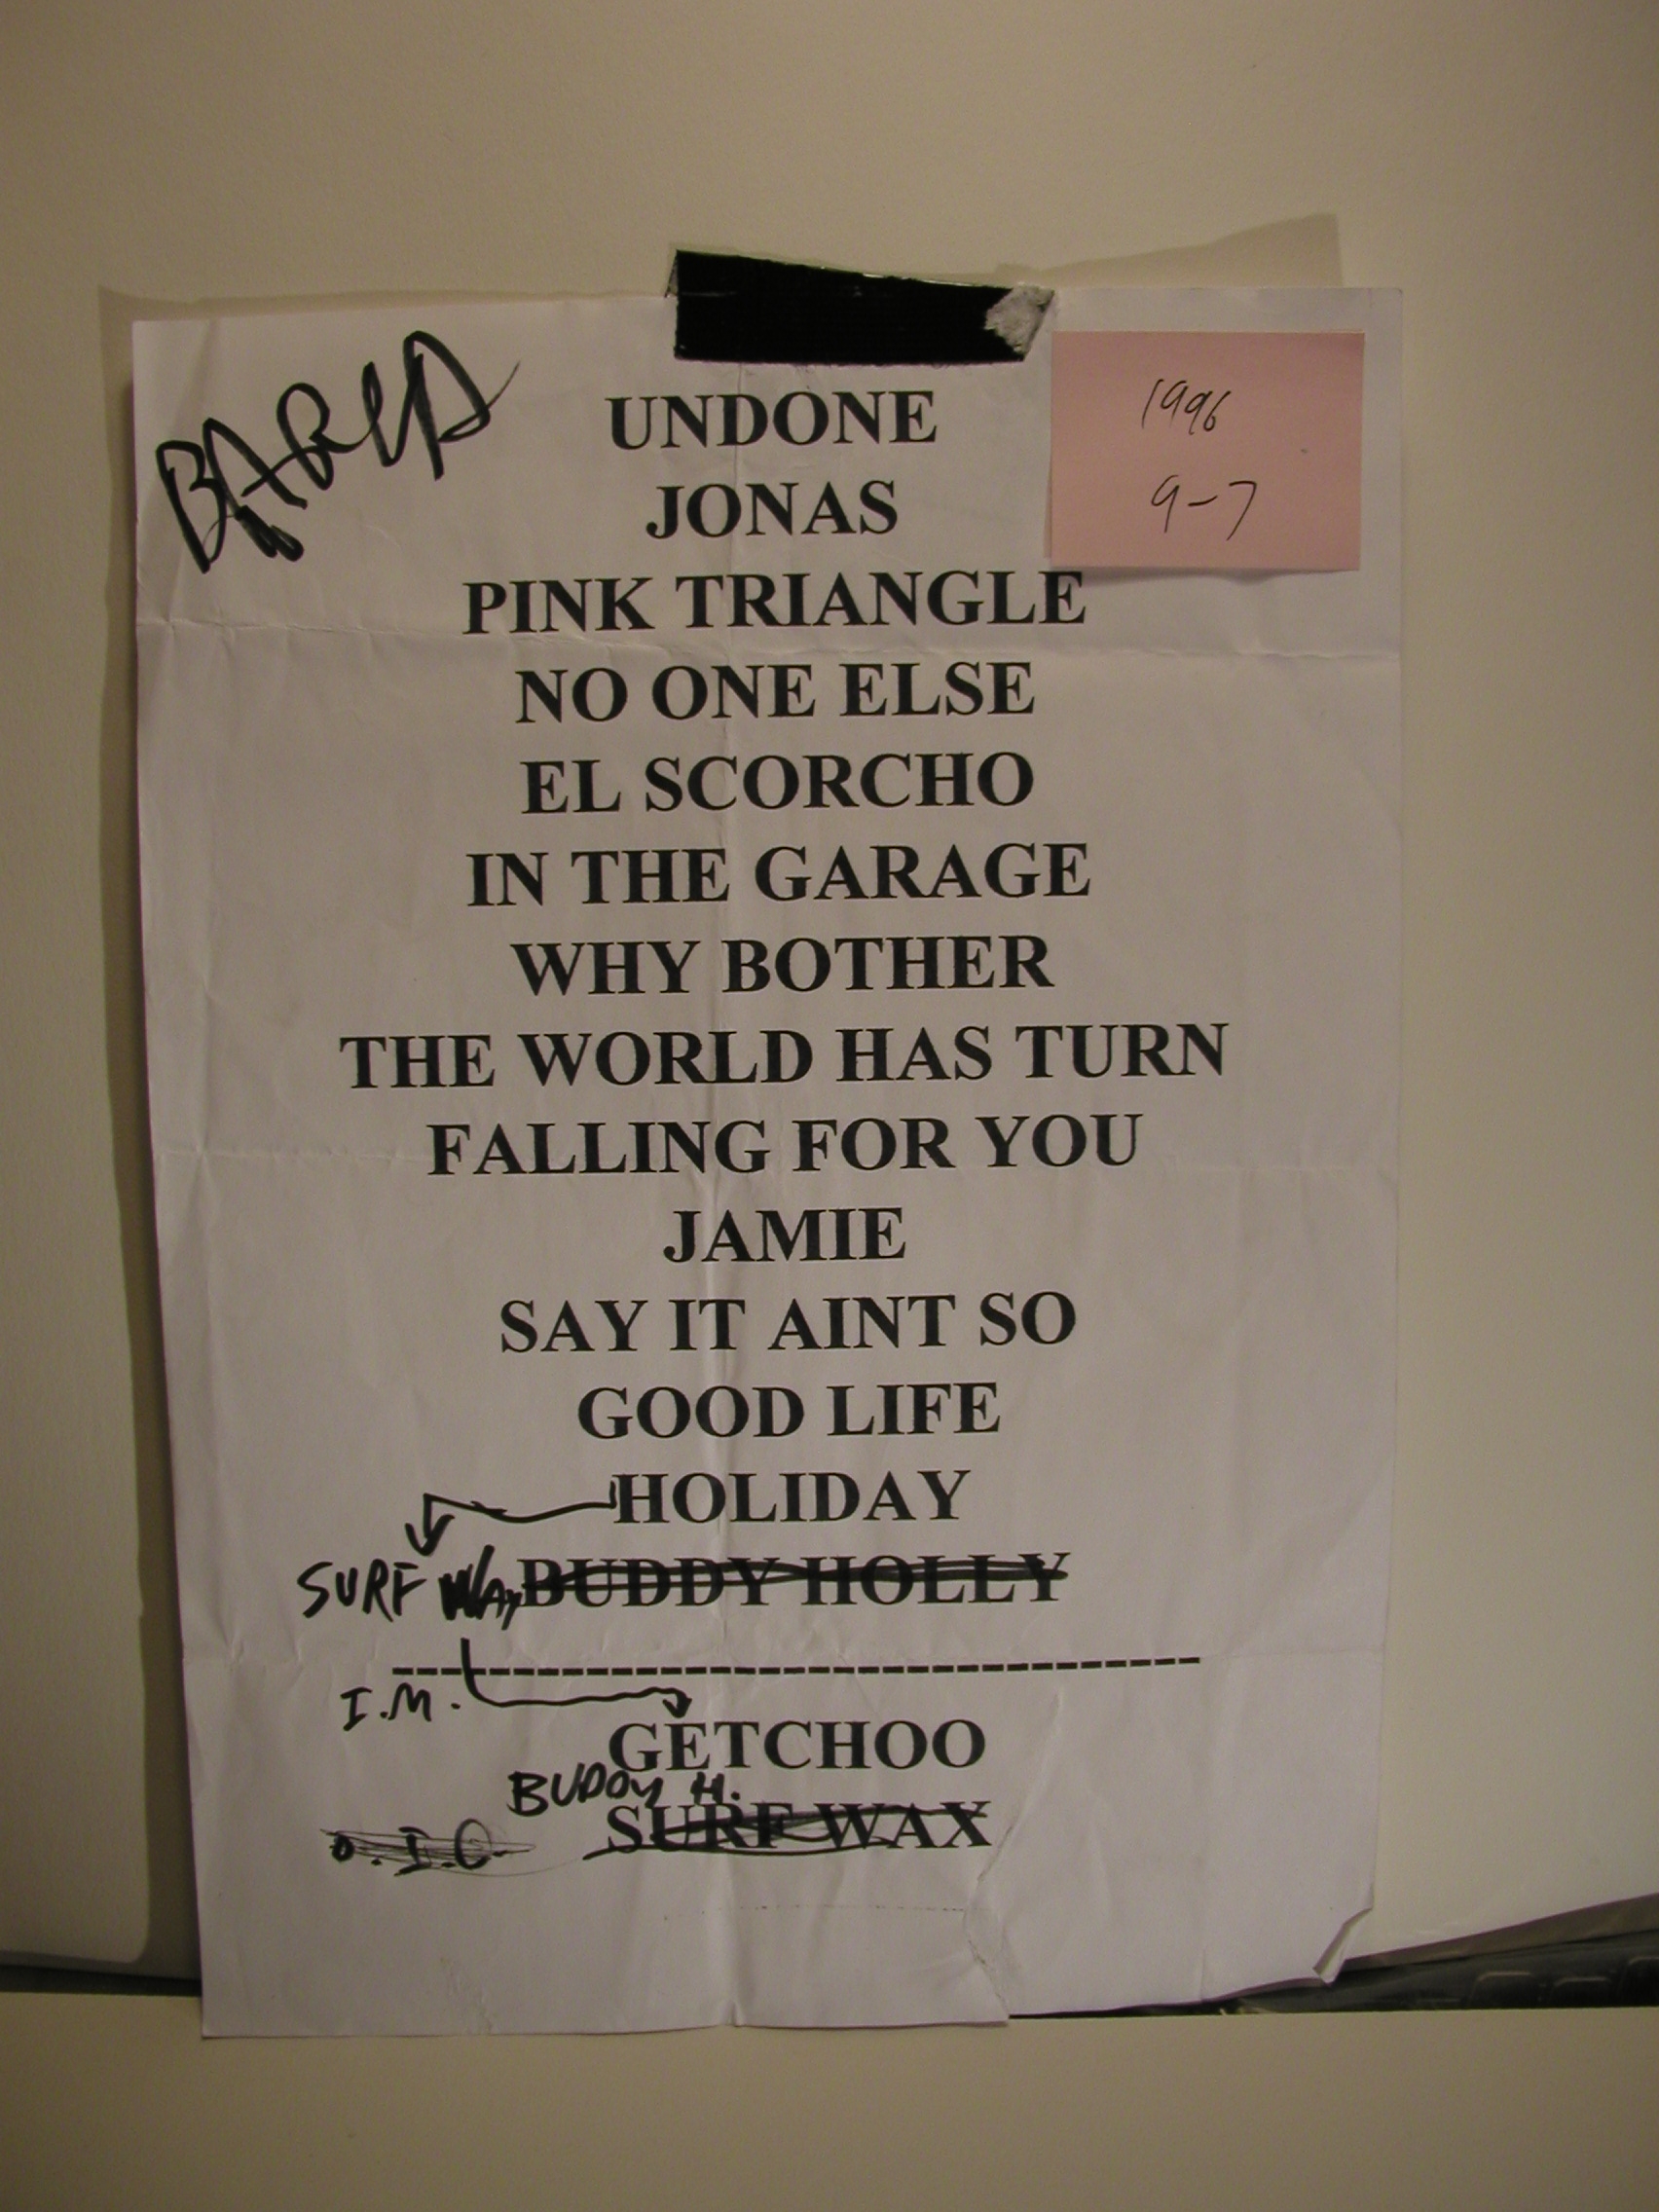 UNDONE
1996
9-7
JONAS
PINK TRIANGLE
NO ONE ELSE
EL SCORCHO
IN THE GARAGE
WHY BOTHER
THE WORLD HAS TURN
FALLING FOR YOU
JAMIE
SAY IT AINT SO
GOOD LIFE
HOLIDAY
SURF WAX BUDDY HOLLY
I.M.
GETCHOO
BUDDY H.
SURF WAX